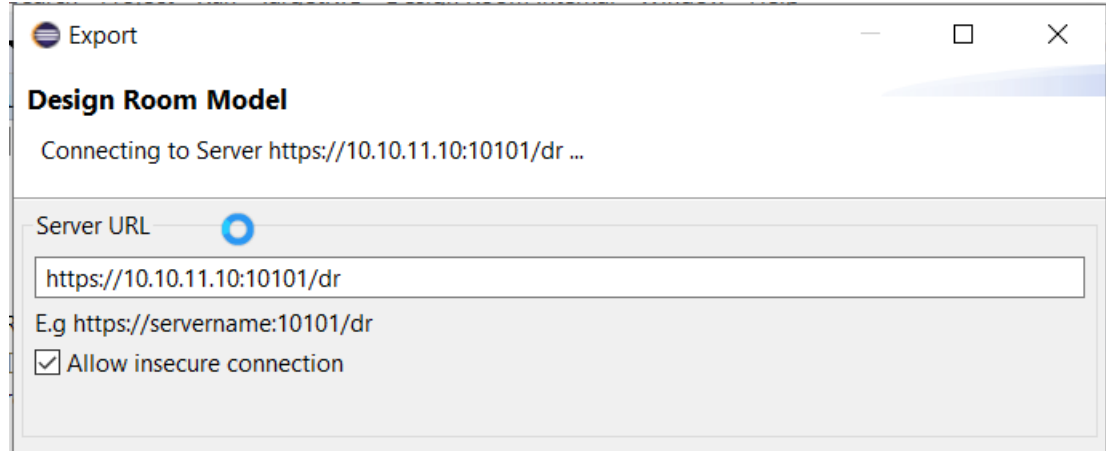 Export
Design Room Model
Connecting to Server https://10.10.11.10:10101/dr ...
Server URL
https://10.10.11.10:10101/dr
E.g https://servername:10101/dr
Allow insecure connection